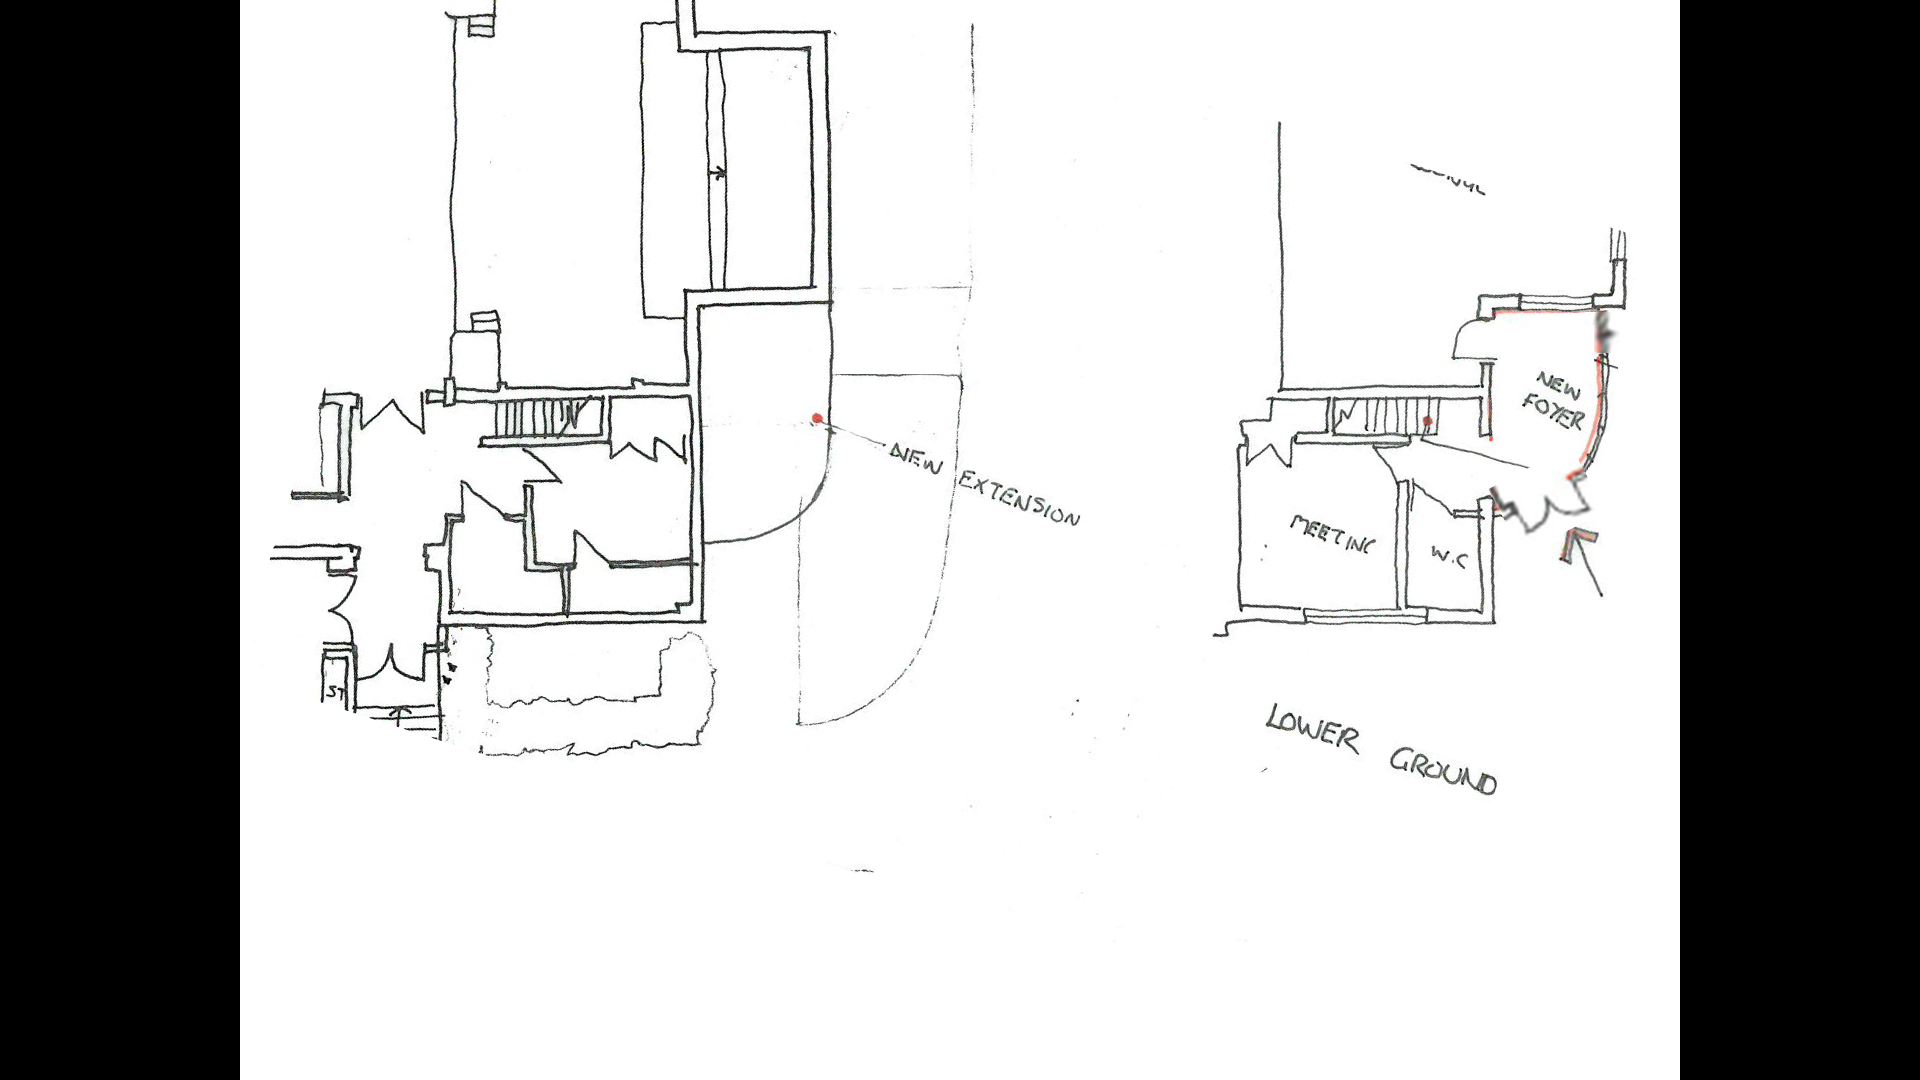 NEW EXTENSION
ST
NEW
FOYER
MEETING
W.C
LOWER GROUND